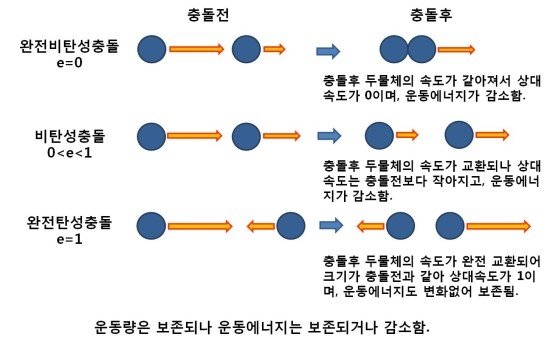 충돌전
충돌후
완전비탄성충돌
e=0
충돌후 두물체의 속도가 같아져서 상대
속도가 0이며, 운동에너지가 감소함.
비탄성충돌
0<e<1
충돌후 두물체의 속도가 교환되나 상대
속도는 충돌전보다 작아지고, 운동에너
지가 감소함.
완전탄성충돌
e=1
충돌후 두물체의 속도가 완전 교환되어
크기가 충돌전과 같아 상대속도가 1이
며, 운동에너지도 변화없어 보존됨.
운동량은 보존되나 운동에너지는 보존되거나 감소함.